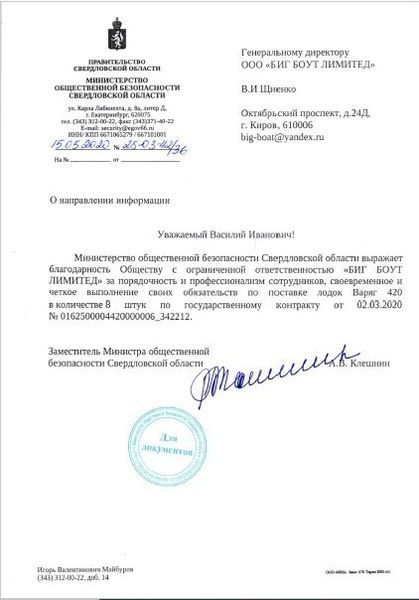 ПРАВИТЕЛЬСТВО
СВЕРДЛОВСКОЙ ОБЛАСТИ
МИНИСТЕРСТВО
ОБЩЕСТВЕННОЙ БЕЗОПАСНОСТИ
СВЕРДЛОВСКОЙ ОБЛАСТИ
ул. Карла Либкнехта, д. 8а, литер Д,
г. Екатеринбург, 620075
тел. (343) 312-00-22, факс (343)371-40-22
E-mail: security@egov66.ru
ИНН/ КПП 6671065279 / 667101001
15.05.2020 № 25-03-42/36
На № от
Генеральному директору
ООО «БИГ БОУТ ЛИМИТЕД»
В.И Щиенко
Октябрьский проспект, д.24Д,
г. Киров, 610006
big-boat@yandex.ru
О направлении информации
Уважаемый Василий Иванович!
Министерство общественной безопасности Свердловской области выражает
благодарность Обществу с ограниченной ответственностью «БИГ БОУТ
ЛИМИТЕД» за порядочность и профессионализм сотрудников, своевременное и
четкое выполнение своих обязательств по поставке лодок Варяг 420
в количестве 8 штук по государственному контракту от 02.03.2020
№ 0162500004420000006_342212.
Заместитель Министра общественной
безопасности Свердловской области А.В. Клешнин
Для
документов
Игорь Валентинович Майбуров
(343) 312-00-22, доб. 14